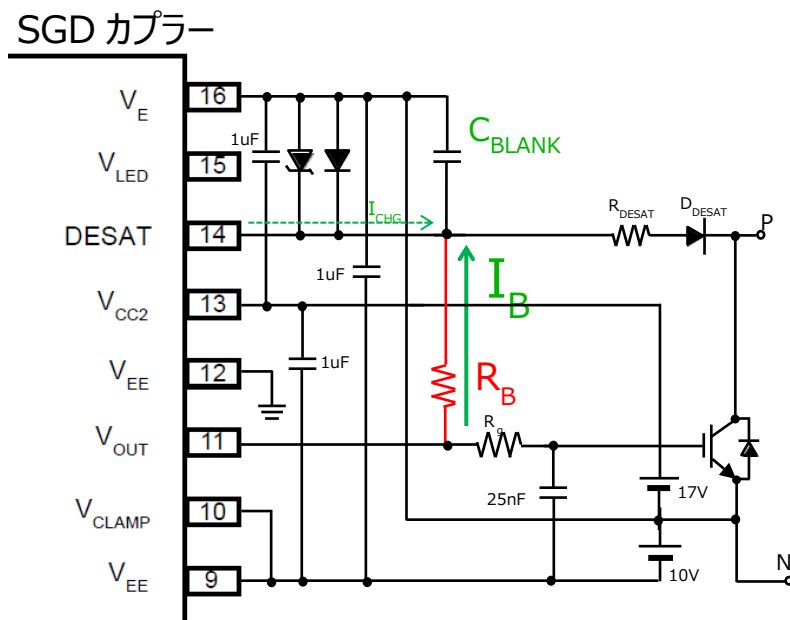 SGD カプラー
V_E 16
V_LED 15
DESAT 14
V_CC2 13
V_EE 12
V_OUT 11
V_CLAMP 10
V_EE 9
1uF
C_BLANK
I_CHG
R_DESAT
D_DESAT
P
1uF
I_B
1uF
R_B
R_g
25nF
17V
10V
N